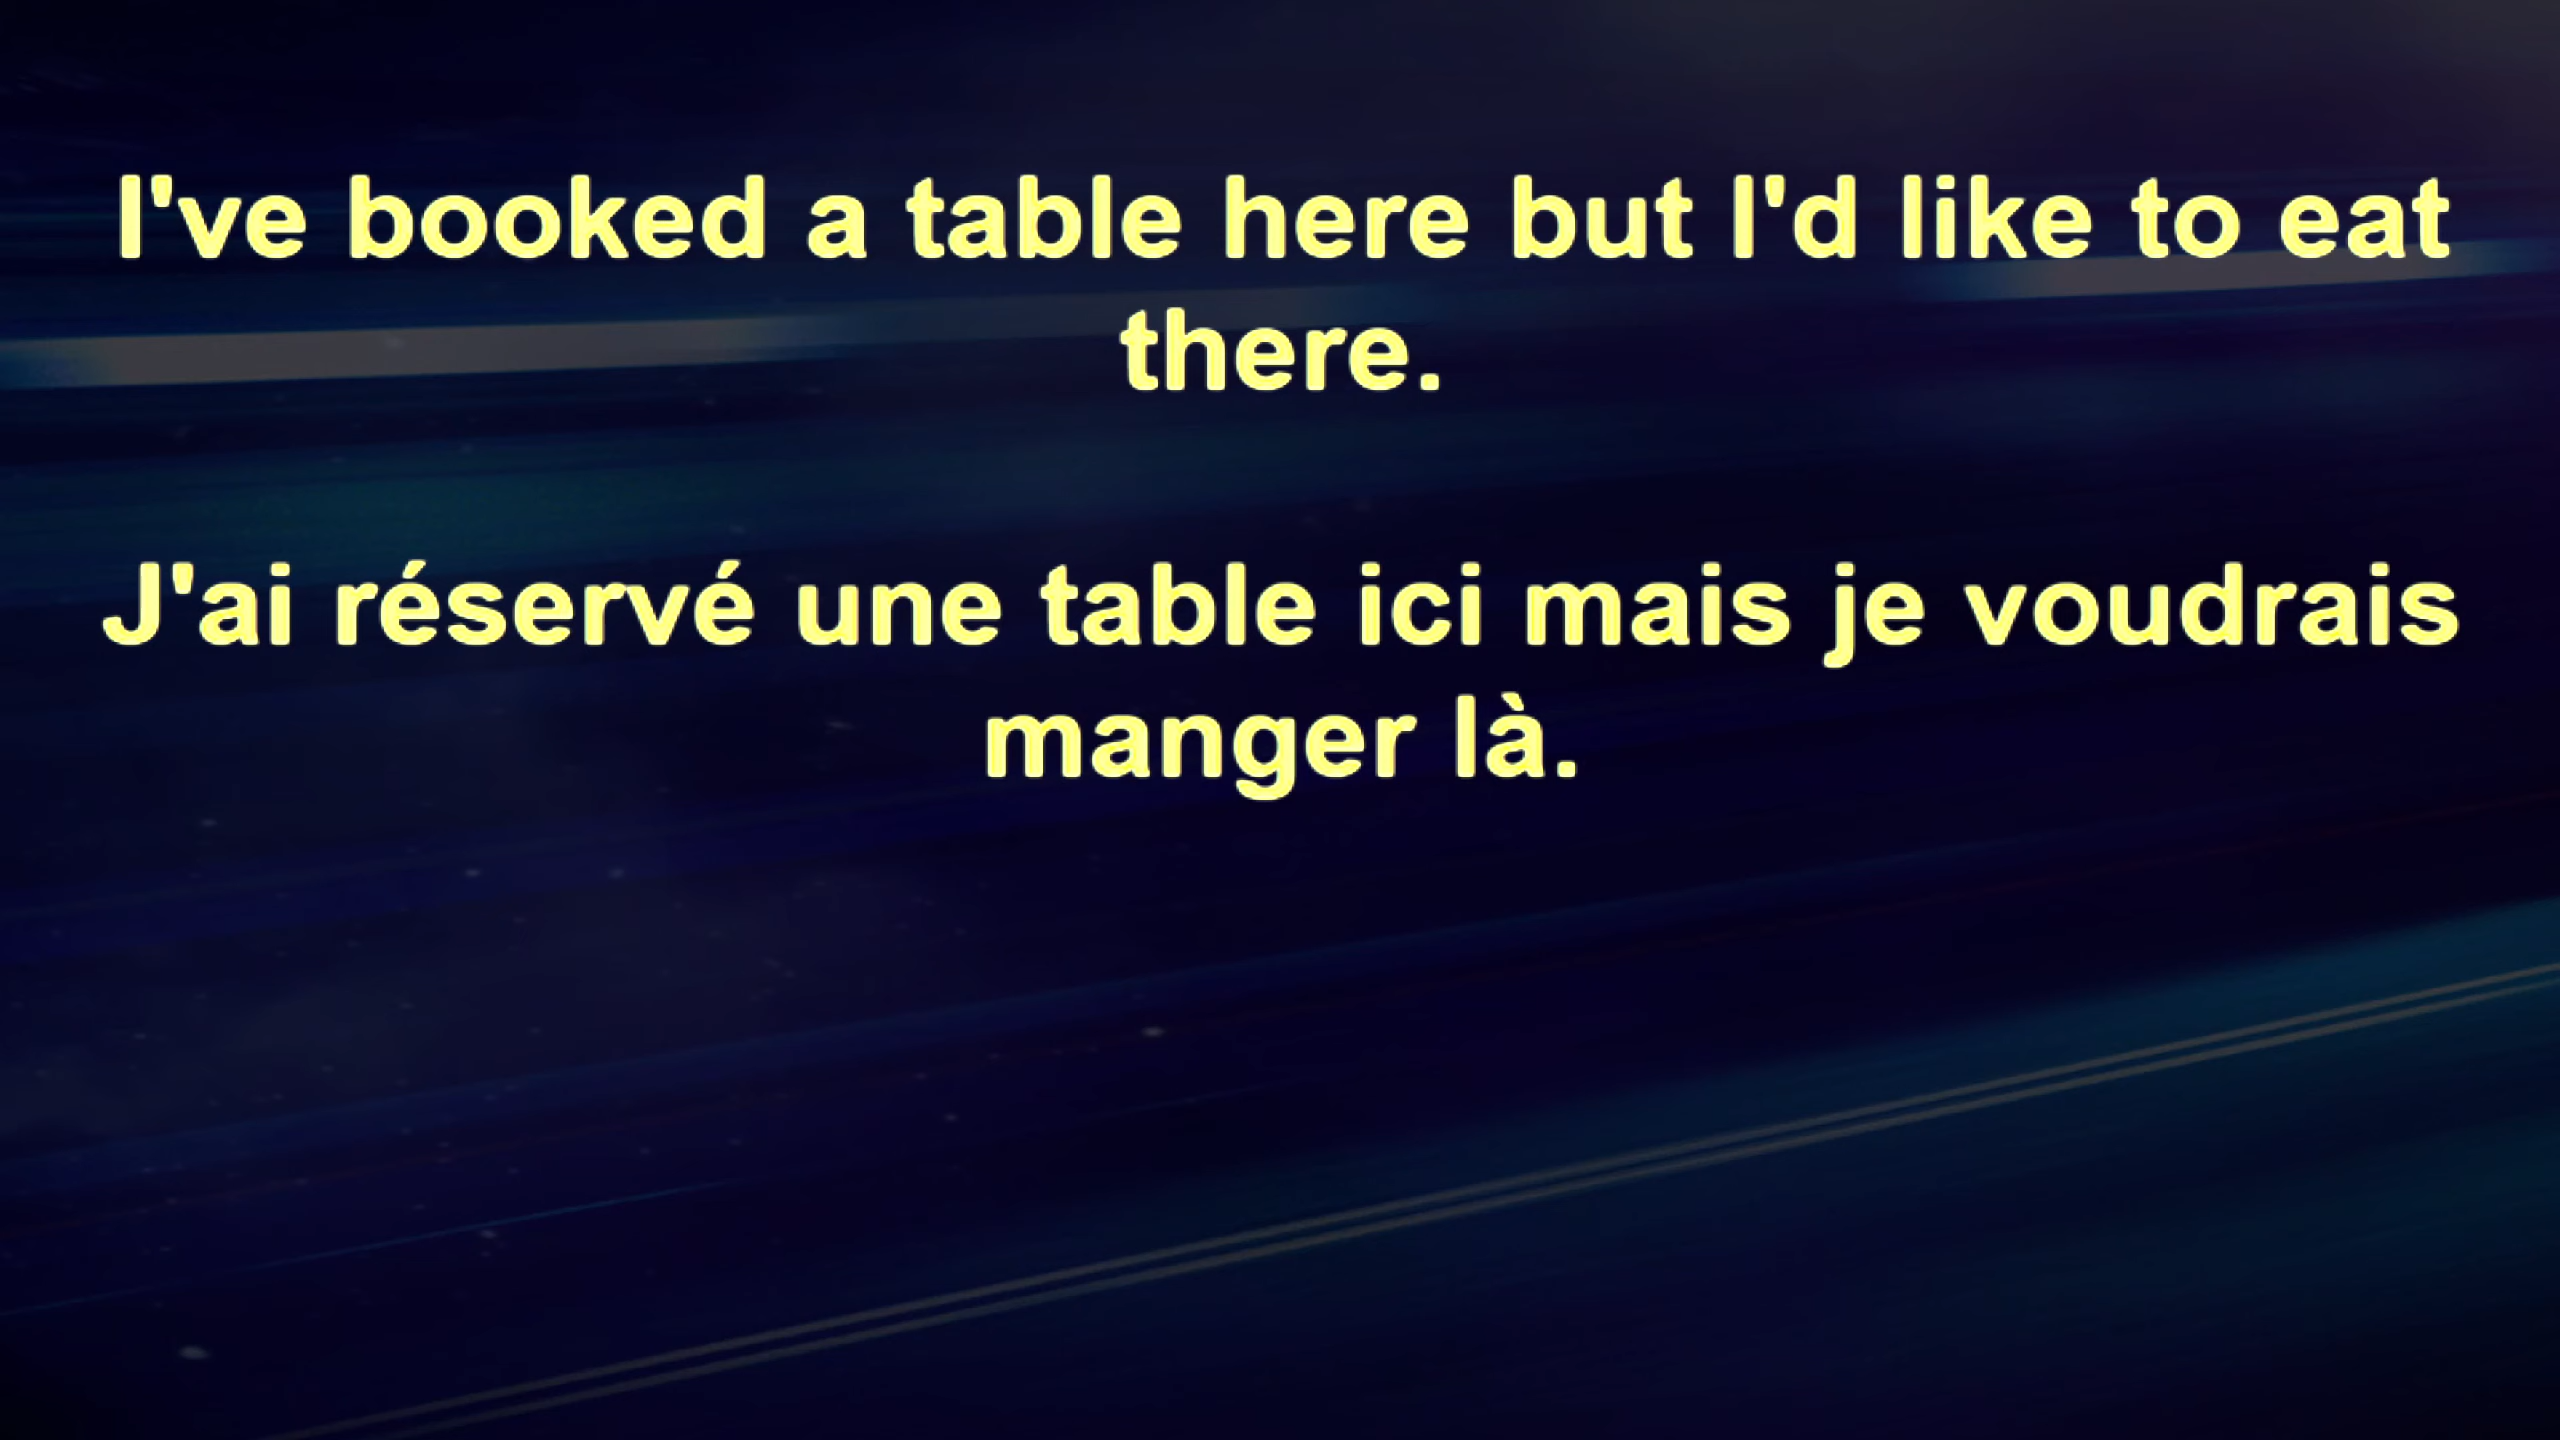 I've booked a table here but I'd like to eat
there.
J'ai réservé une table ici mais je voudrais
manger là.